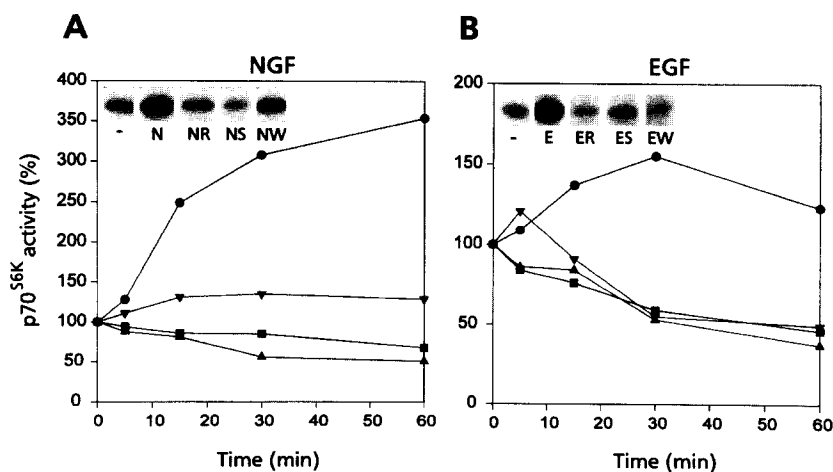 A
B
NGF
EGF
p70S6K activity (%)
400
350
300
250
200
150
100
50
0
- N NR NS NW
0 10 20 30 40 50 60
Time (min)
200
150
100
50
0
- E ER ES EW
0 10 20 30 40 50 60
Time (min)